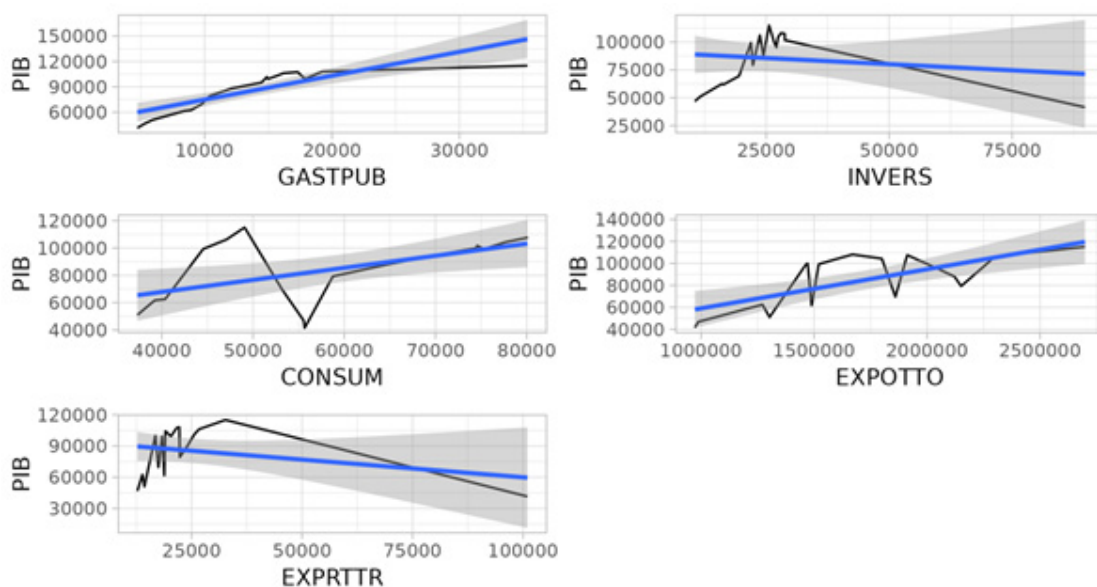 PIB
150000
120000
90000
60000
10000 20000 30000
GASTPUB
PIB
100000
75000
50000
25000
25000 50000 75000
INVERS
PIB
120000
100000
80000
60000
40000
40000 50000 60000 70000 80000
CONSUM
PIB
140000
120000
100000
80000
60000
40000
1000000 1500000 2000000 2500000
EXPOTTO
PIB
120000
90000
60000
30000
25000 50000 75000 100000
EXPRTTR